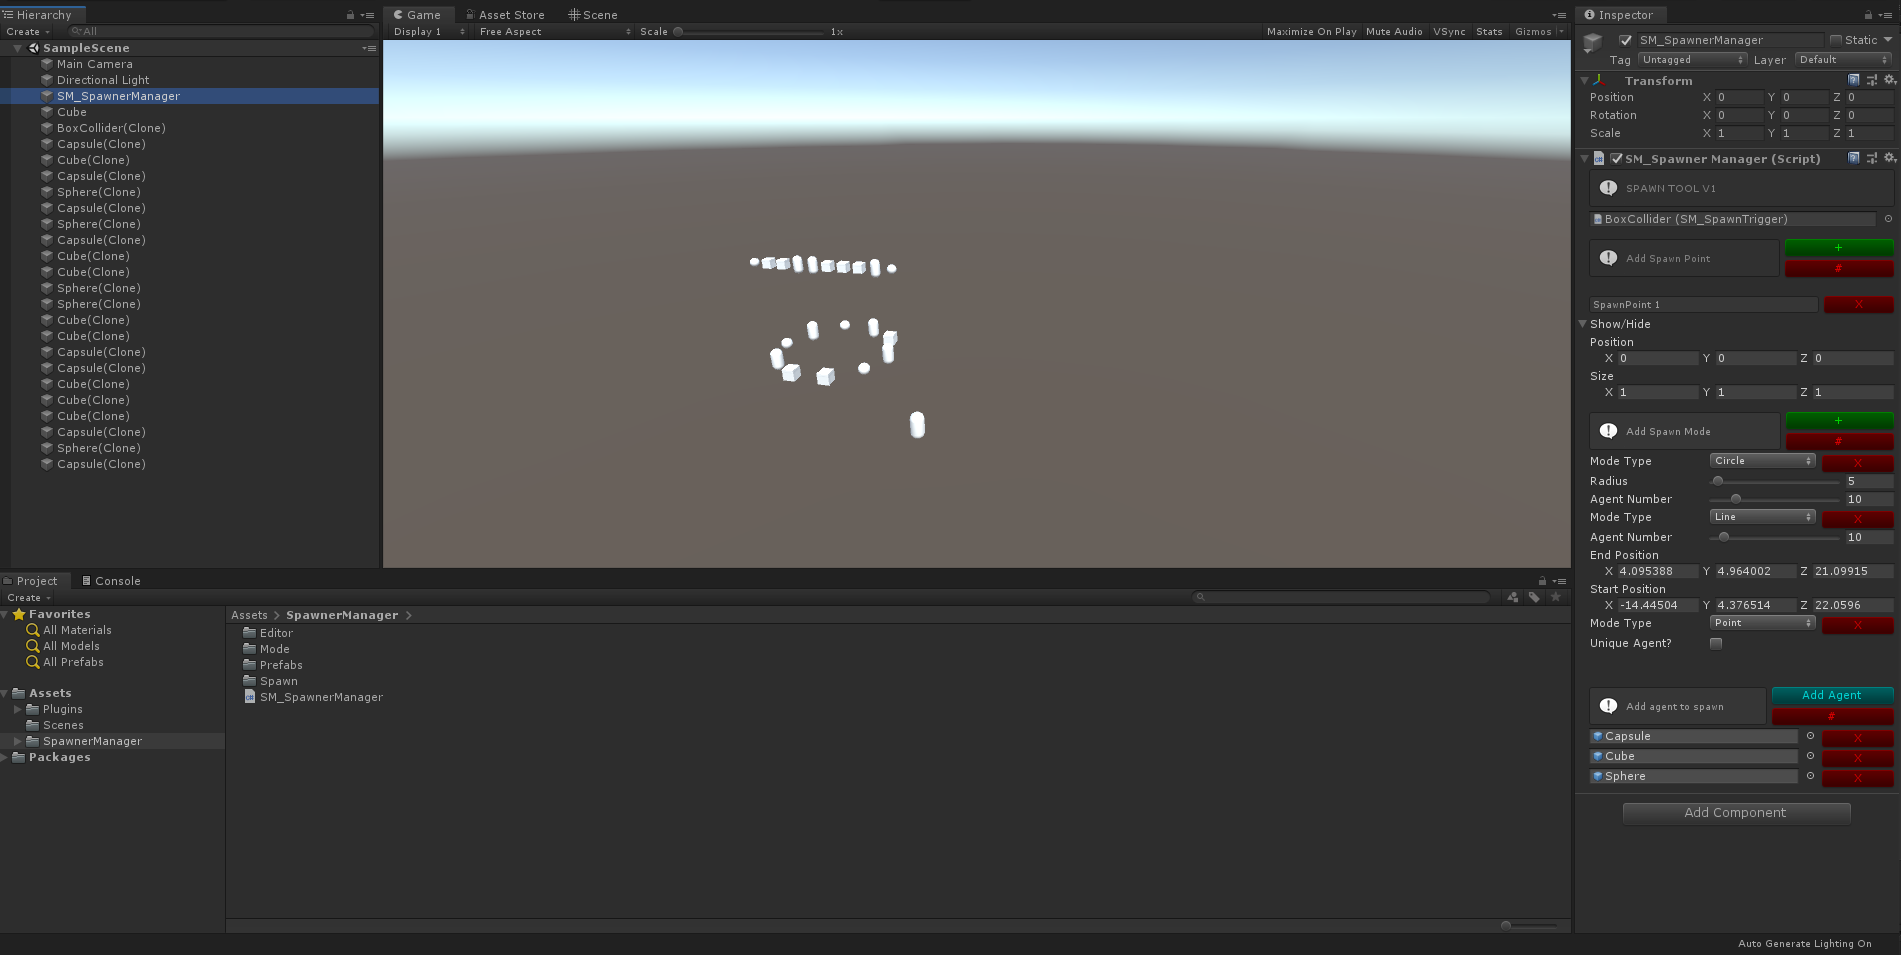 Hierarchy
Create
All
SampleScene
Main Camera
Directional Light
SM_SpawnerManager
Cube
BoxCollider(Clone)
Capsule(Clone)
Cube(Clone)
Capsule(Clone)
Sphere(Clone)
Capsule(Clone)
Sphere(Clone)
Capsule(Clone)
Cube(Clone)
Cube(Clone)
Sphere(Clone)
Sphere(Clone)
Cube(Clone)
Cube(Clone)
Capsule(Clone)
Capsule(Clone)
Cube(Clone)
Cube(Clone)
Cube(Clone)
Capsule(Clone)
Sphere(Clone)
Capsule(Clone)
Game Asset Store Scene
Display 1 Free Aspect Scale 1x Maximize On Play Mute Audio VSync Stats Gizmos
Project Console
Create
Favorites
All Materials
All Models
All Prefabs
Assets
Plugins
Scenes
SpawnerManager
Packages
Assets > SpawnerManager >
Editor
Mode
Prefabs
Spawn
SM_SpawnerManager
Inspector
SM_SpawnerManager Static
Tag Untagged Layer Default
Transform
Position X 0 Y 0 Z 0
Rotation X 0 Y 0 Z 0
Scale X 1 Y 1 Z 1
SM_Spawner Manager (Script)
SPAWN TOOL V1
BoxCollider (SM_SpawnTrigger)
Add Spawn Point +
#
SpawnPoint 1 X
Show/Hide
Position
X 0 Y 0 Z 0
Size
X 1 Y 1 Z 1
Add Spawn Mode +
#
Mode Type Circle X
Radius 5
Agent Number 10
Mode Type Line X
Agent Number 10
End Position
X 4.095388 Y 4.964002 Z 21.09915
Start Position
X -14.44504 Y 4.376514 Z 22.0596
Mode Type Point X
Unique Agent?
Add agent to spawn Add Agent
#
Capsule X
Cube X
Sphere X
Add Component
Auto Generate Lighting On